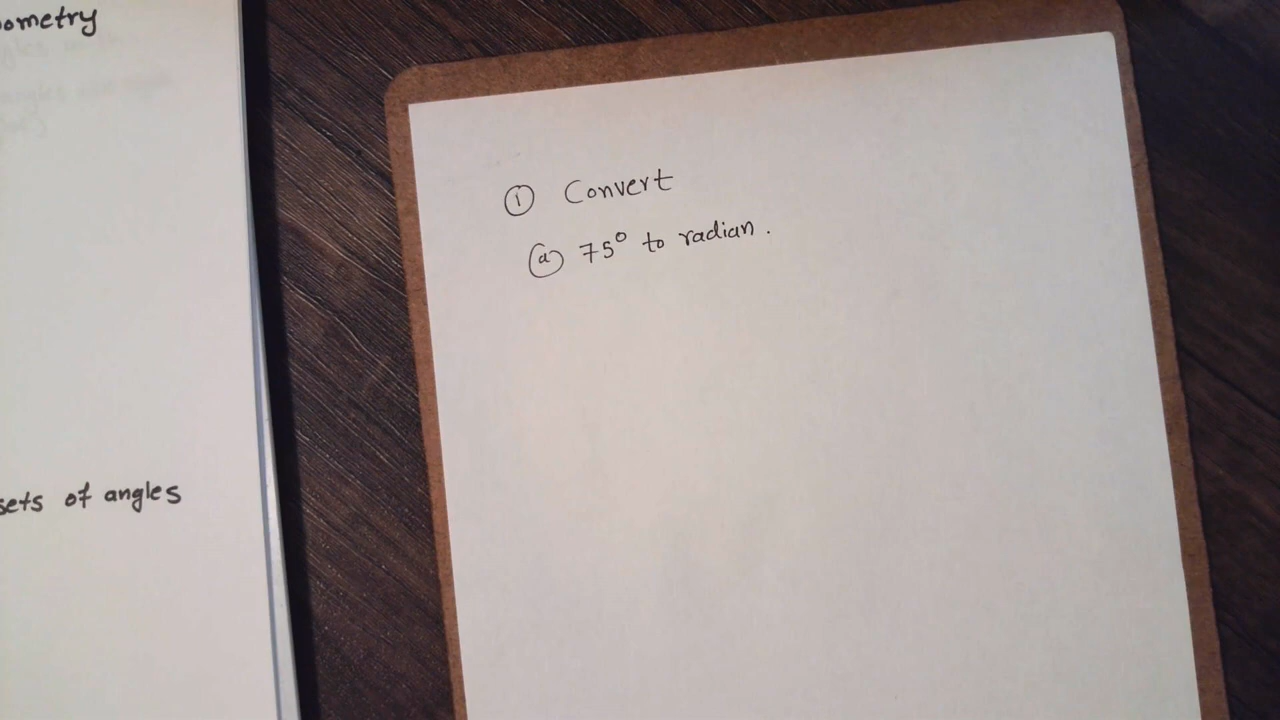 ometry
sets of angles
① Convert
ⓐ 75° to radian.